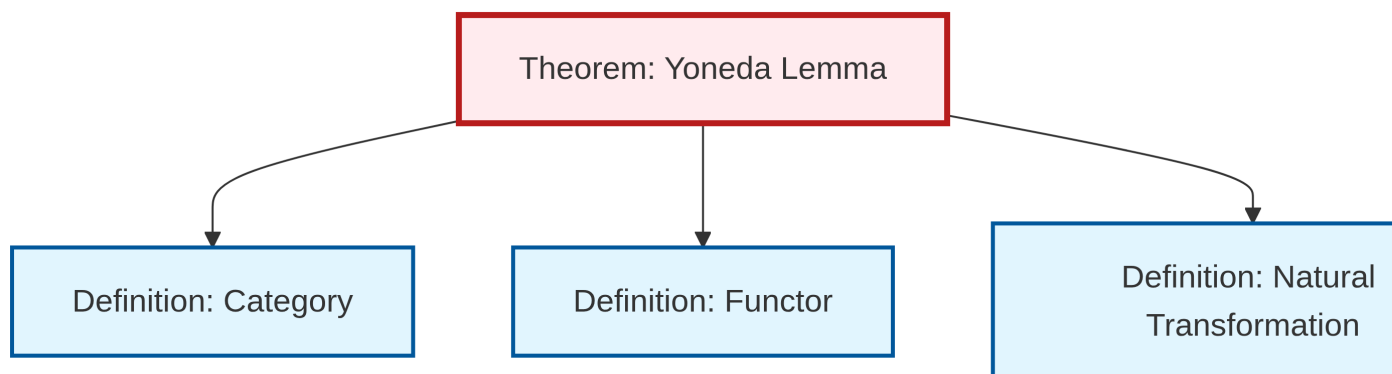 Theorem: Yoneda Lemma
Definition: Category
Definition: Functor
Definition: Natural
Transformation